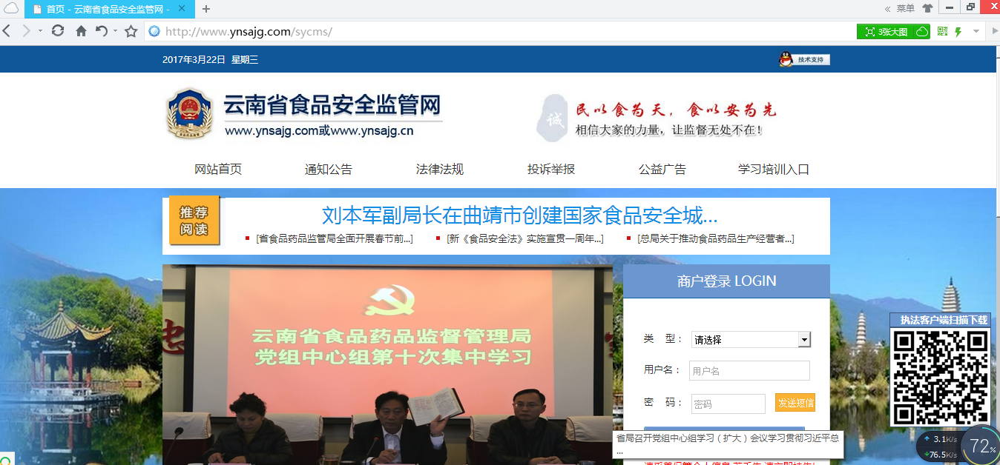 首页 - 云南省食品安全监管网 -
« 菜单
http://www.ynsajg.com/sycms/
3张大图
2017年3月22日 星期三
技术支持
云南省食品安全监管网
www.ynsajg.com或www.ynsajg.cn
诚
民以食为天，食以安为先
相信大家的力量，让监督无处不在！
网站首页 通知公告 法律法规 投诉举报 公益广告 学习培训入口
推荐
阅读
刘本军副局长在曲靖市创建国家食品安全城...
[省食品药品监管局全面开展春节前...] [新《食品安全法》实施宣贯一周年...] [总局关于推动食品药品生产经营者...]
忠
云南省食品药品监督管理局
党组中心组第十次集中学习
商户登录 LOGIN
类 型： 请选择
用户名： 用户名
密 码： 密码 发送短信
省局召开党组中心组学习（扩大）会议学习贯彻习近平总
...
执法客户端扫描下载
3.1K/s
76.5K/s
72%